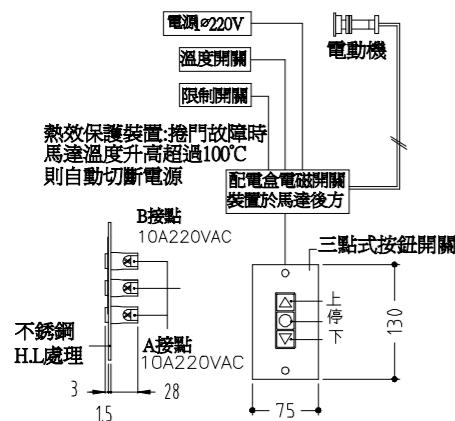 電源1ø220V
電動機
溫度開關
限制開關
熱效保護裝置:捲門故障時
馬達溫度升高超過100℃
則自動切斷電源
配電盒電磁開關
裝置於馬達後方
B接點
10A220VAC
三點式按鈕開關
上
停
下
130
不銹鋼
H.L處理
A接點
10A220VAC
3
28
1.5
75